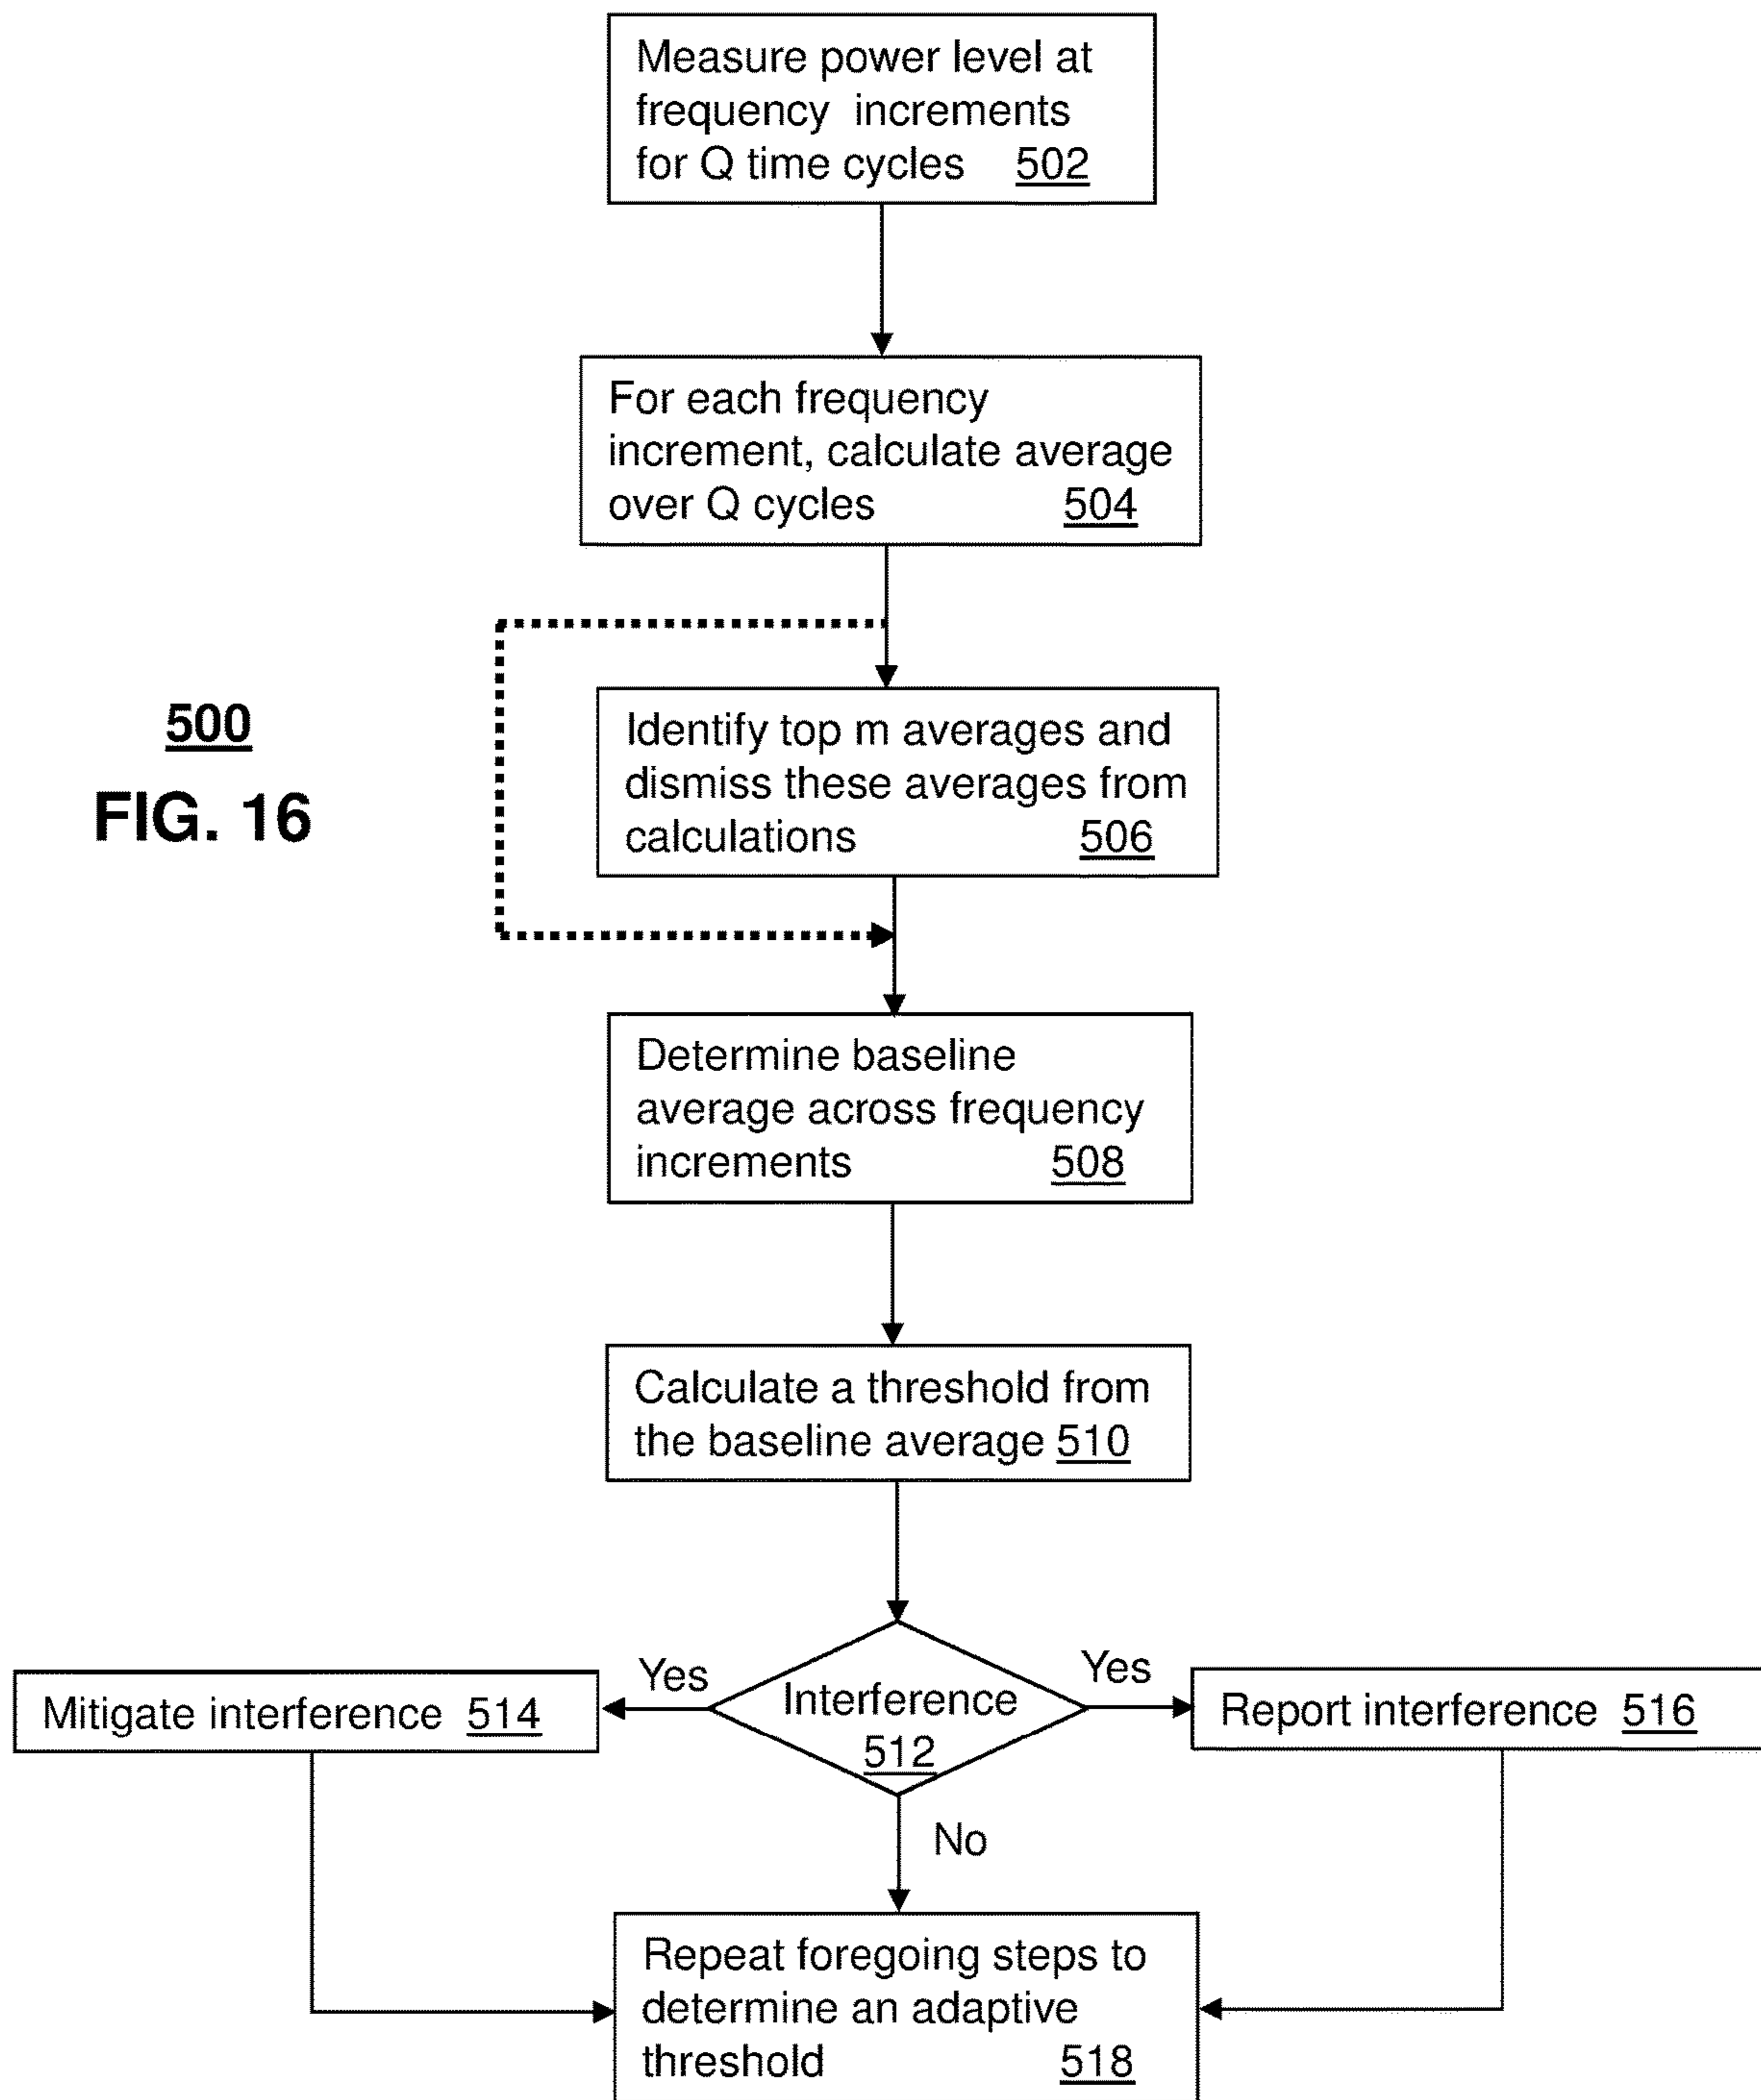 Measure power level at
frequency increments
for Q time cycles 502
For each frequency
increment, calculate average
over Q cycles 504
500
FIG. 16
Identify top m averages and
dismiss these averages from
calculations 506
Determine baseline
average across frequency
increments 508
Calculate a threshold from
the baseline average 510
Yes
Interference
512
Yes
Mitigate interference 514
Report interference 516
No
Repeat foregoing steps to
determine an adaptive
threshold 518